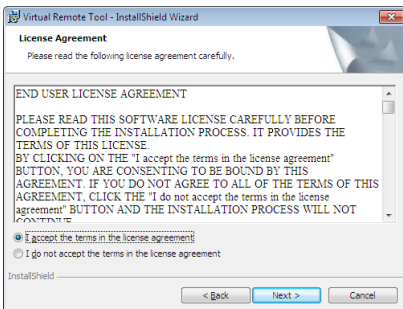 Virtual Remote Tool - InstallShield Wizard
License Agreement
Please read the following license agreement carefully.
END USER LICENSE AGREEMENT
PLEASE READ THIS SOFTWARE LICENSE CAREFULLY BEFORE
COMPLETING THE INSTALLATION PROCESS. IT PROVIDES THE
TERMS OF THIS LICENSE.
BY CLICKING ON THE "I accept the terms in the license agreement"
BUTTON, YOU ARE CONSENTING TO BE BOUND BY THIS
AGREEMENT. IF YOU DO NOT AGREE TO ALL OF THE TERMS OF THIS
AGREEMENT, CLICK THE "I do not accept the terms in the license
agreement" BUTTON AND THE INSTALLATION PROCESS WILL NOT
CONTINUE
I accept the terms in the license agreement
I do not accept the terms in the license agreement
InstallShield
< Back Next > Cancel